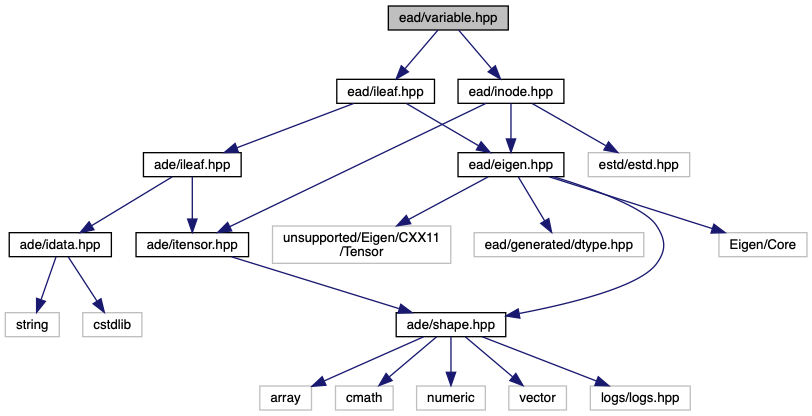 ead/variable.hpp
ead/ileaf.hpp
ead/inode.hpp
ade/ileaf.hpp
ead/eigen.hpp
estd/estd.hpp
ade/idata.hpp
ade/itensor.hpp
unsupported/Eigen/CXX11
/Tensor
ead/generated/dtype.hpp
Eigen/Core
string
cstdlib
ade/shape.hpp
array
cmath
numeric
vector
logs/logs.hpp